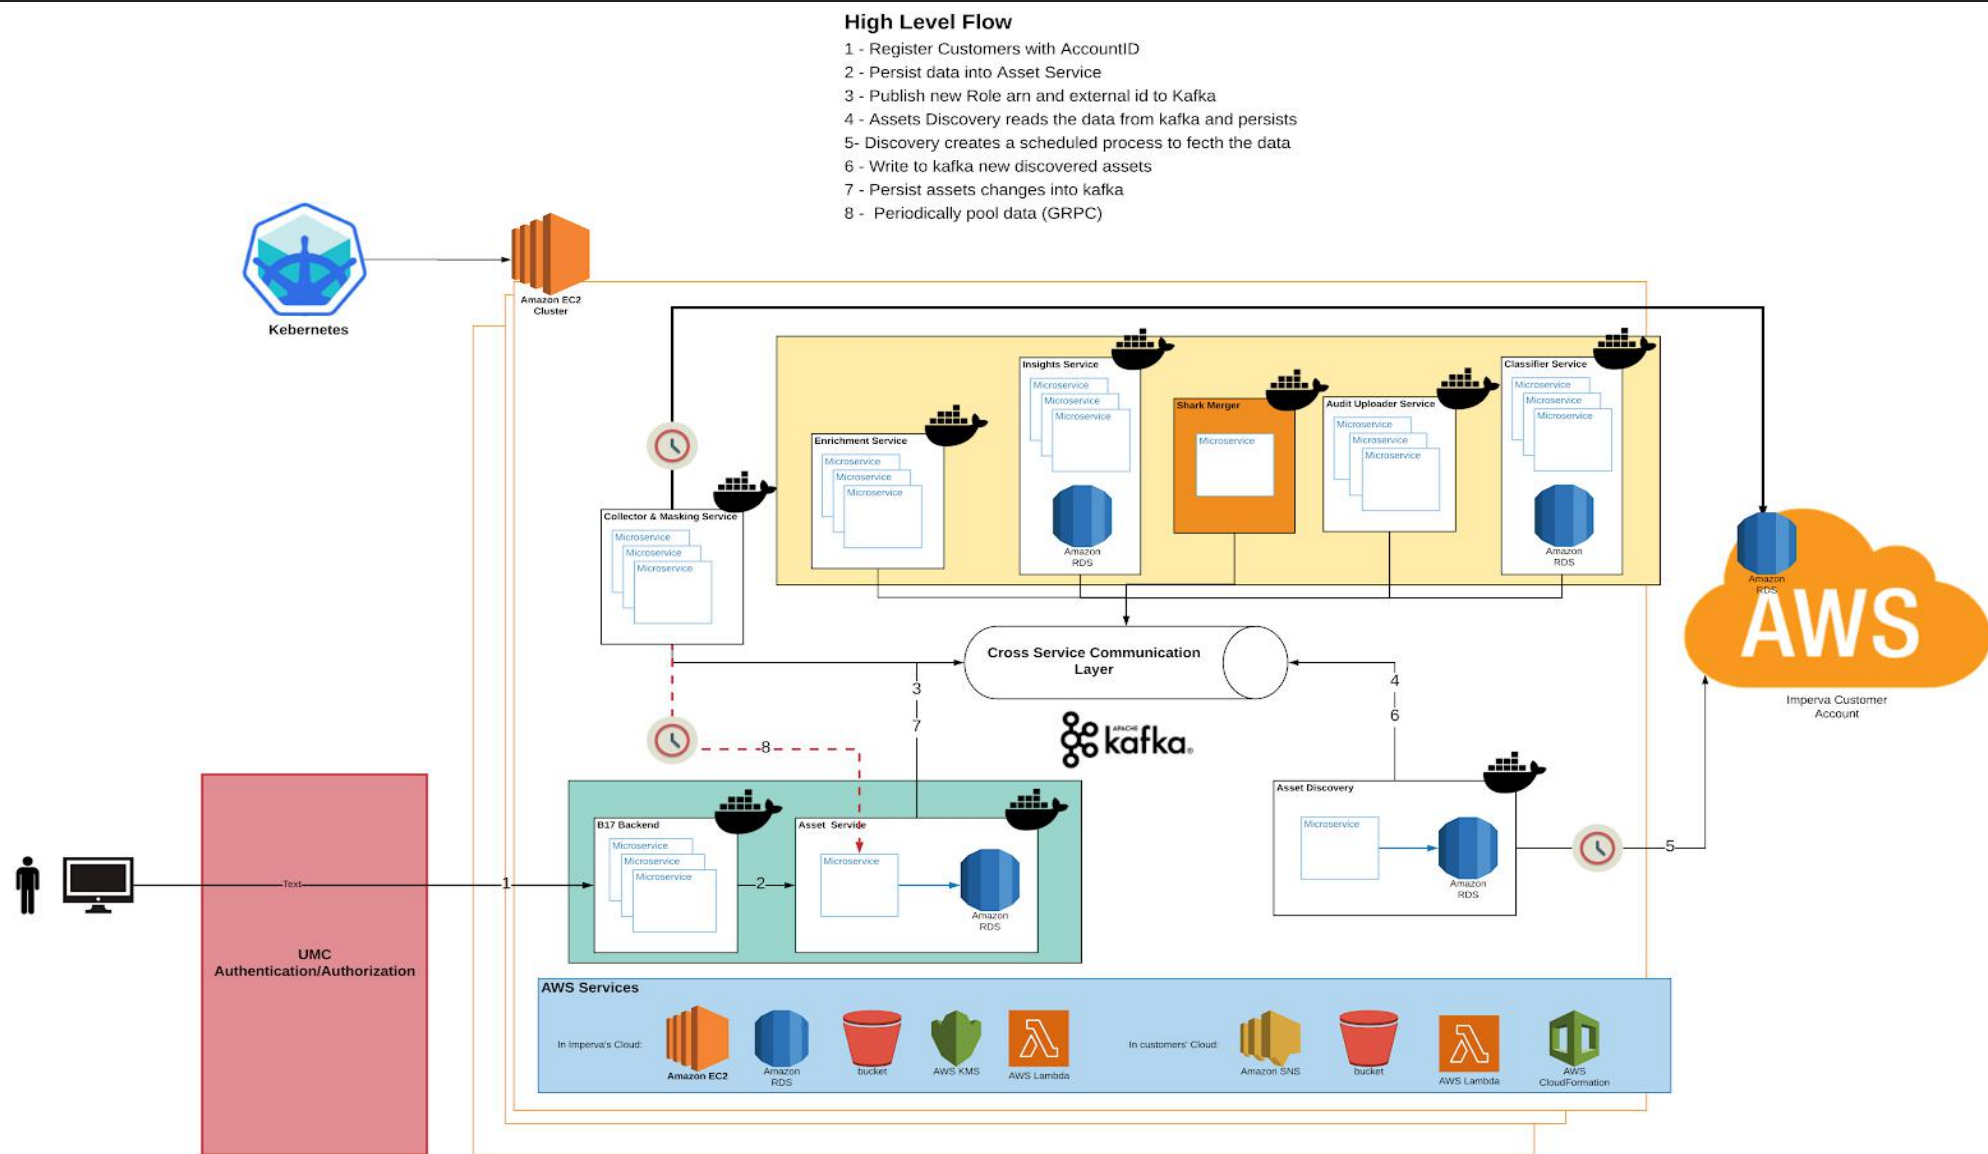 High Level Flow
1 - Register Customers with AccountID
2 - Persist data into Asset Service
3 - Publish new Role arn and external id to Kafka
4 - Assets Discovery reads the data from kafka and persists
5- Discovery creates a scheduled process to fecth the data
6 - Write to kafka new discovered assets
7 - Persist assets changes into kafka
8 - Periodically pool data (GRPC)
Kebernetes
Amazon EC2
Cluster
Collector & Masking Service
Microservice
Microservice
Microservice
Enrichment Service
Microservice
Microservice
Microservice
Insights Service
Microservice
Microservice
Microservice
Amazon
RDS
Shark Merger
Microservice
Audit Uploader Service
Microservice
Microservice
Microservice
Classifier Service
Microservice
Microservice
Microservice
Amazon
RDS
Amazon
RDS
AWS
Imperva Customer
Account
Cross Service Communication
Layer
3
7
4
6
8
APACHE
kafka®
B17 Backend
Microservice
Microservice
Microservice
2
Asset Service
Microservice
Amazon
RDS
Asset Discovery
Microservice
Amazon
RDS
5
Text
1
UMC
Authentication/Authorization
AWS Services
In Imperva's Cloud:
Amazon EC2
Amazon
RDS
bucket
AWS KMS
AWS Lambda
In customers' Cloud:
Amazon SNS
bucket
AWS Lambda
AWS
CloudFormation